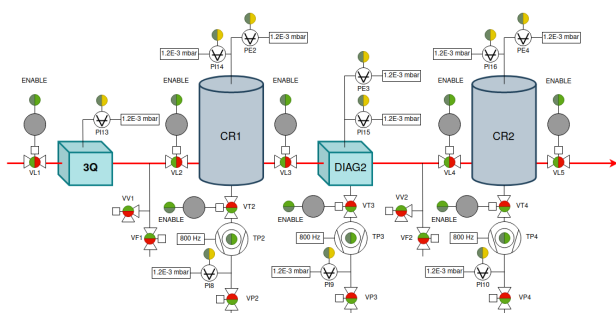 1.2E-3 mbar
PI14
PE2
1.2E-3 mbar
1.2E-3 mbar
PI16
PE4
1.2E-3 mbar
ENABLE
ENABLE
ENABLE
PE3
1.2E-3 mbar
ENABLE
ENABLE
PI13
1.2E-3 mbar
PI15
1.2E-3 mbar
CR1
CR2
VL1
3Q
VL2
VL3
DIAG2
VL4
VL5
VV1
VT2
VV2
VT3
VT4
ENABLE
ENABLE
ENABLE
VF1
800 Hz
TP2
800 Hz
TP3
VF2
800 Hz
TP4
1.2E-3 mbar
PI8
1.2E-3 mbar
PI9
1.2E-3 mbar
PI10
VP2
VP3
VP4